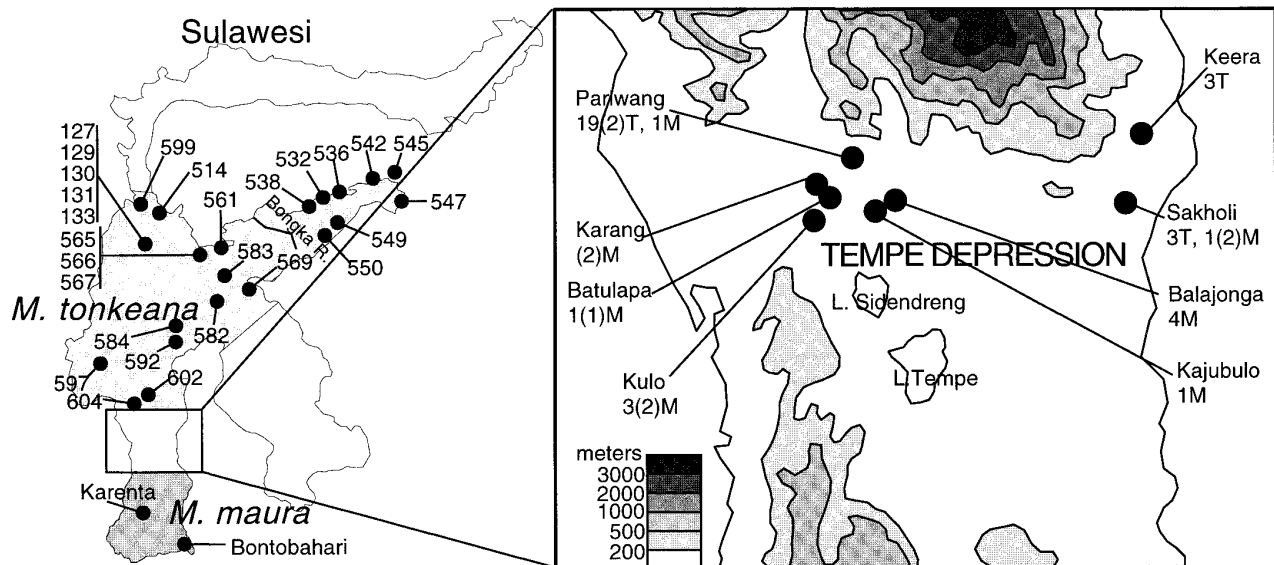 Sulawesi
127
129
130
131
133
565
566
567
599
514
561
538
532
536
542
545
547
549
550
Bongka R.
583
569
582
M. tonkeana
584
592
597
602
604
Karenta
M. maura
Bontobahari
Pariwang
19(2)T, 1M
Keera
3T
Karang
(2)M
Batulapa
1(1)M
Kulo
3(2)M
TEMPE DEPRESSION
L. Sidendreng
L.Tempe
Sakholi
3T, 1(2)M
Balajonga
4M
Kajubulo
1M
meters
3000
2000
1000
500
200